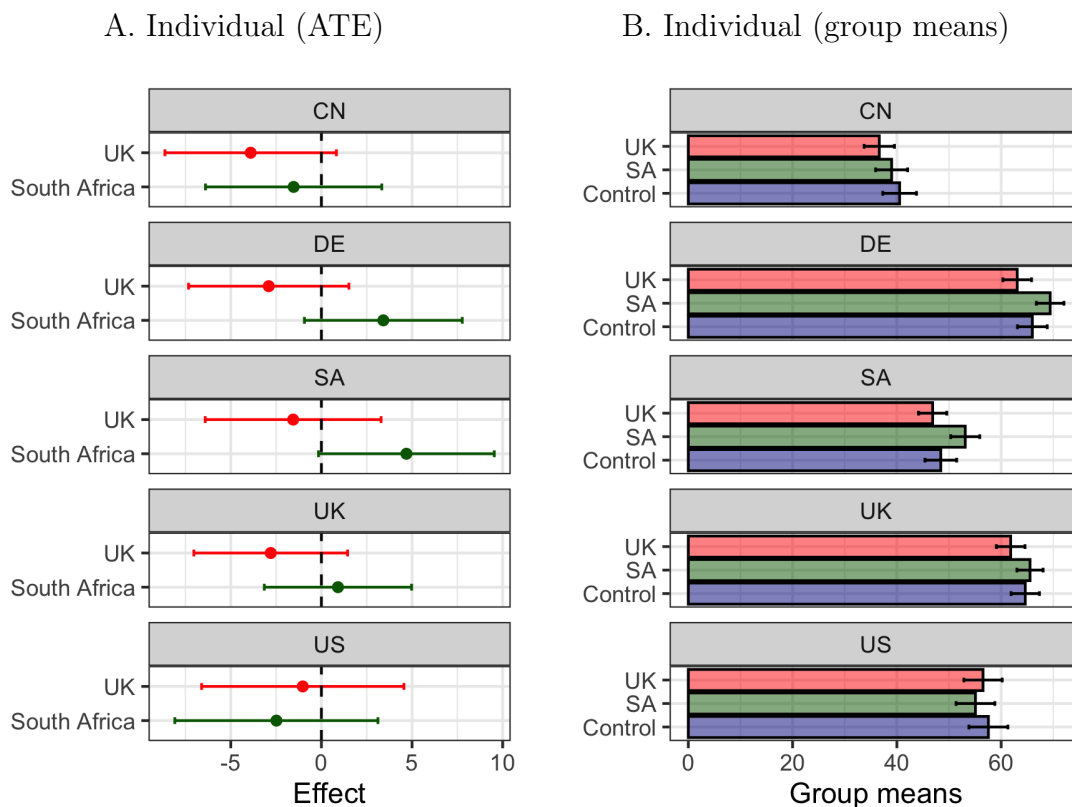 A. Individual (ATE)
CN
UK
South Africa
DE
UK
South Africa
SA
UK
South Africa
UK
UK
South Africa
US
UK
South Africa
-5 0 5 10
Effect
B. Individual (group means)
CN
UK
SA
Control
DE
UK
SA
Control
SA
UK
SA
Control
UK
UK
SA
Control
US
UK
SA
Control
0 20 40 60
Group means